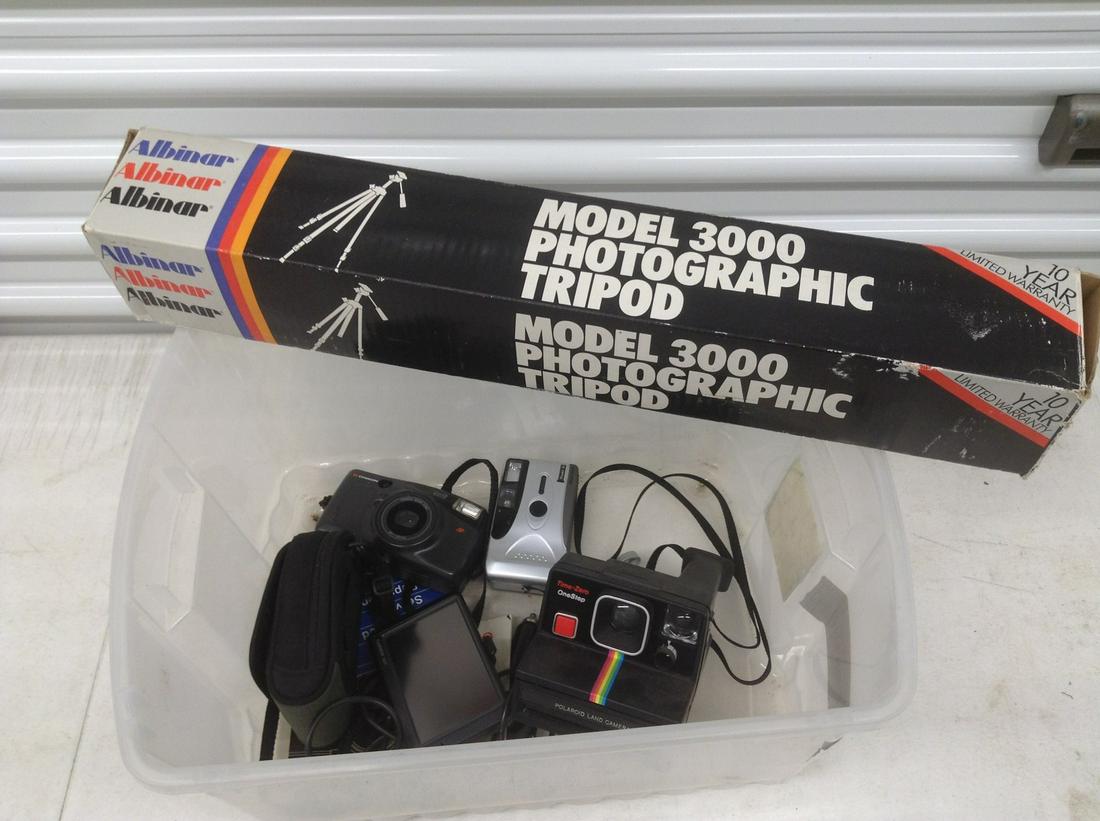 Albinar®
Albinar®
Albinar®
MODEL 3000
PHOTOGRAPHIC
TRIPOD
10
YEAR
LIMITED WARRANTY
Albinar
Albinar
Albinar
MODEL 3000
PHOTOGRAPHIC
TRIPOD
10
YEAR
LIMITED WARRANTY
Time-Zero
OneStep
POLAROID LAND CAMERA